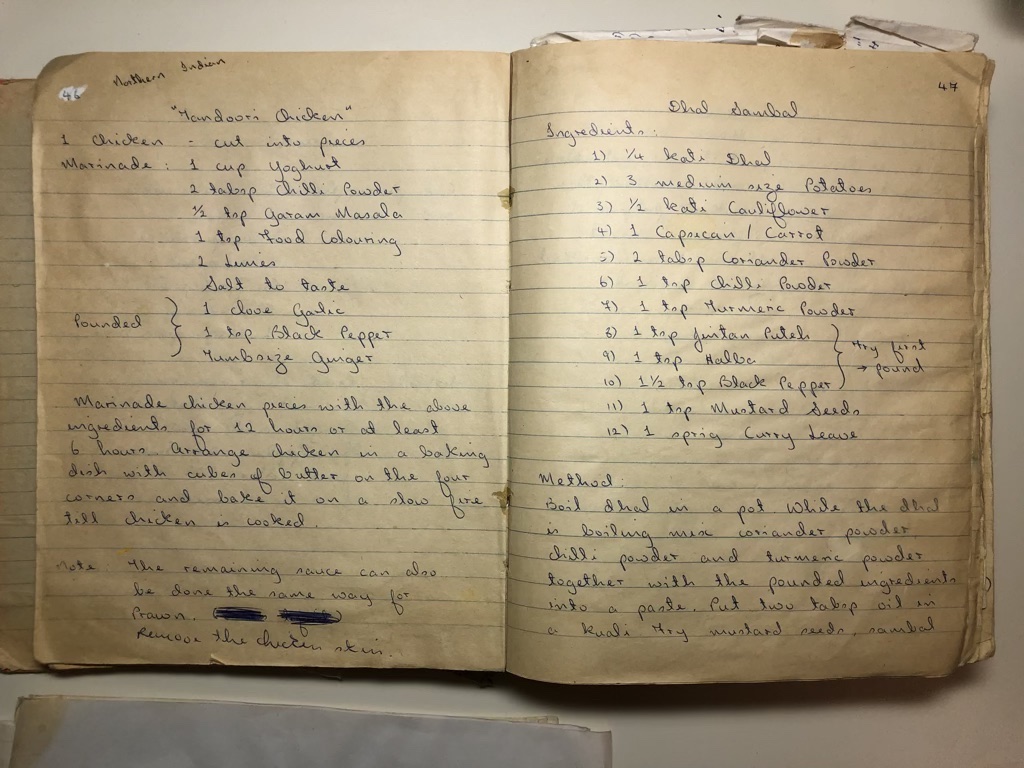 46
Northern Indian
"Tandoori Chicken"
1 Chicken - cut into pieces
Marinade : 1 cup Yoghurt
2 tabsp Chilli Powder
½ tsp Garam Masala
1 tsp Food Colouring
2 Limes
Salt to taste
1 clove Garlic
Pounded } 1 tsp Black Pepper
Tumbsize Ginger
Marinade chicken pieces with the above
ingredients for 12 hours or at least
6 hours. Arrange chicken in a baking
dish with cubes of butter on the four
corners and bake it on a slow fire
till chicken is cooked.
Note : The remaining sauce can also
be done the same way for
Prawn.
Remove the chicken skin.
47
Dhal Sambal
Ingredients :
1) ¼ kati Dhal
2) 3 medium size Potatoes
3) ½ kati Cauliflower
4) 1 Capsican / Carrot
5) 2 tabsp Coriander Powder
6) 1 tsp Chilli Powder
7) 1 tsp Turmeric Powder
8) 1 tsp Jintan Puteh
9) 1 tsp Halba } Fry first
→ pound
10) 1½ tsp Black Pepper
11) 1 tsp Mustard Seeds
12) 1 sprig Curry Leave
Method :
Boil dhal in a pot. While the dhal
is boiling mix coriander powder,
chilli powder and turmeric powder
together with the pounded ingredients
into a paste. Put two tabsp oil in
a kuali fry mustard seeds, sambal